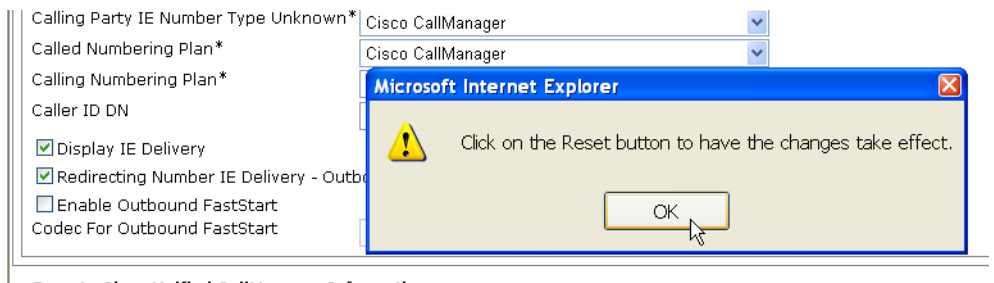 Calling Party IE Number Type Unknown* Cisco CallManager
Called Numbering Plan* Cisco CallManager
Calling Numbering Plan*
Microsoft Internet Explorer
Caller ID DN
Click on the Reset button to have the changes take effect.
Display IE Delivery
Redirecting Number IE Delivery - Outbo
Enable Outbound FastStart
OK
Codec For Outbound FastStart